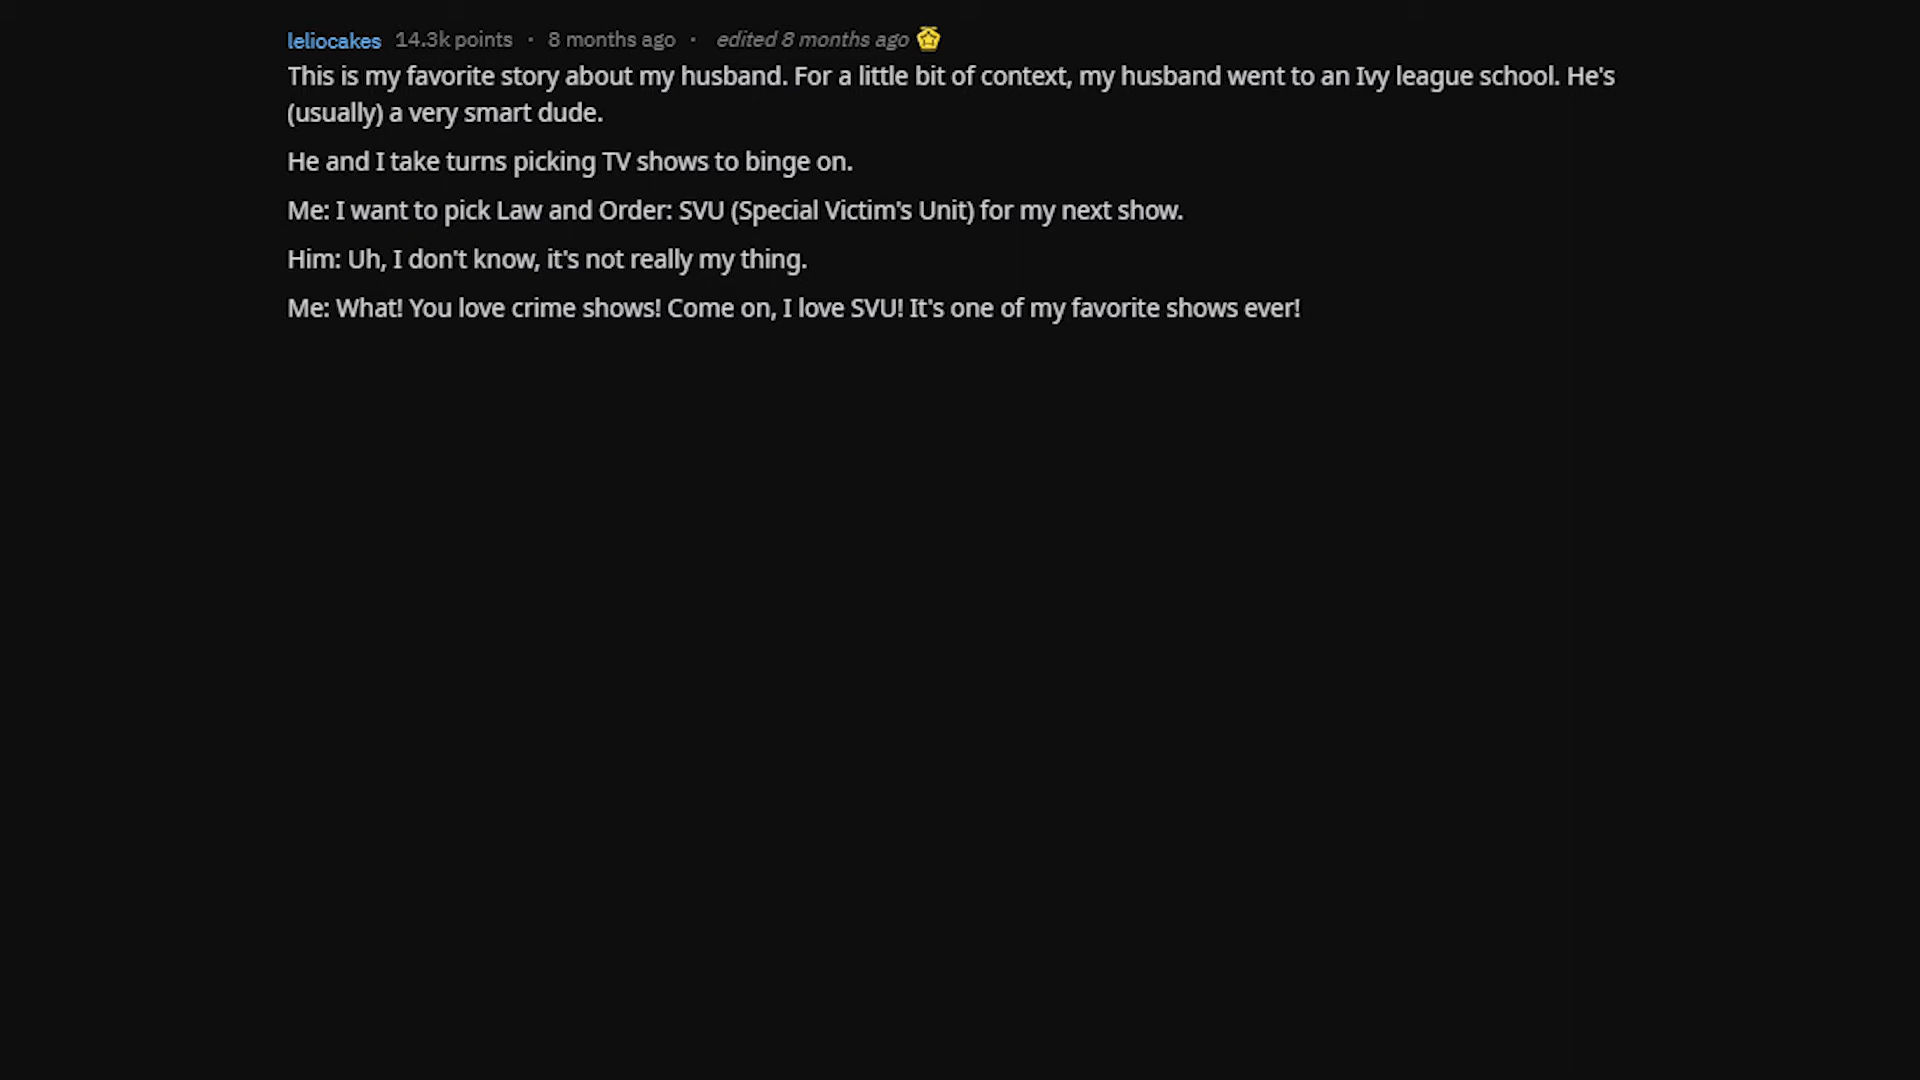 leliocakes 14.3k points · 8 months ago · edited 8 months ago
This is my favorite story about my husband. For a little bit of context, my husband went to an Ivy league school. He's
(usually) a very smart dude.
He and I take turns picking TV shows to binge on.
Me: I want to pick Law and Order: SVU (Special Victim's Unit) for my next show.
Him: Uh, I don't know, it's not really my thing.
Me: What! You love crime shows! Come on, I love SVU! It's one of my favorite shows ever!